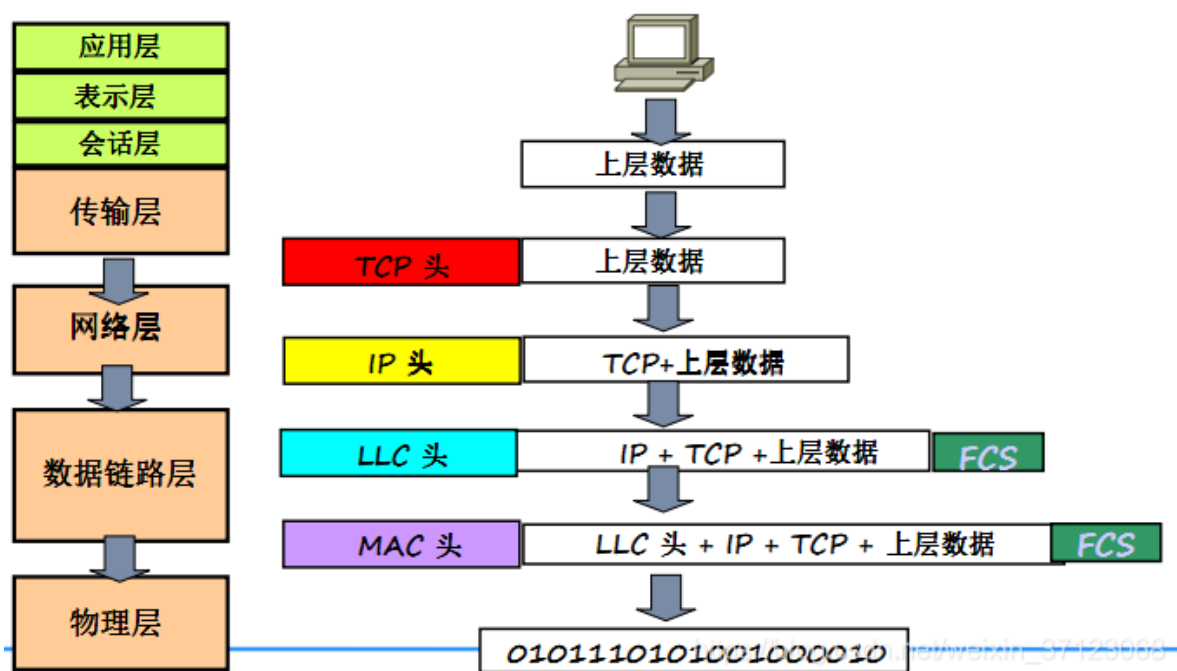 应用层
表示层
会话层
传输层
网络层
数据链路层
物理层
上层数据
TCP 头 上层数据
IP 头 TCP+上层数据
LLC 头 IP + TCP +上层数据 FCS
MAC 头 LLC 头 + IP + TCP + 上层数据 FCS
0101110101001000010
net/weixin_37123068